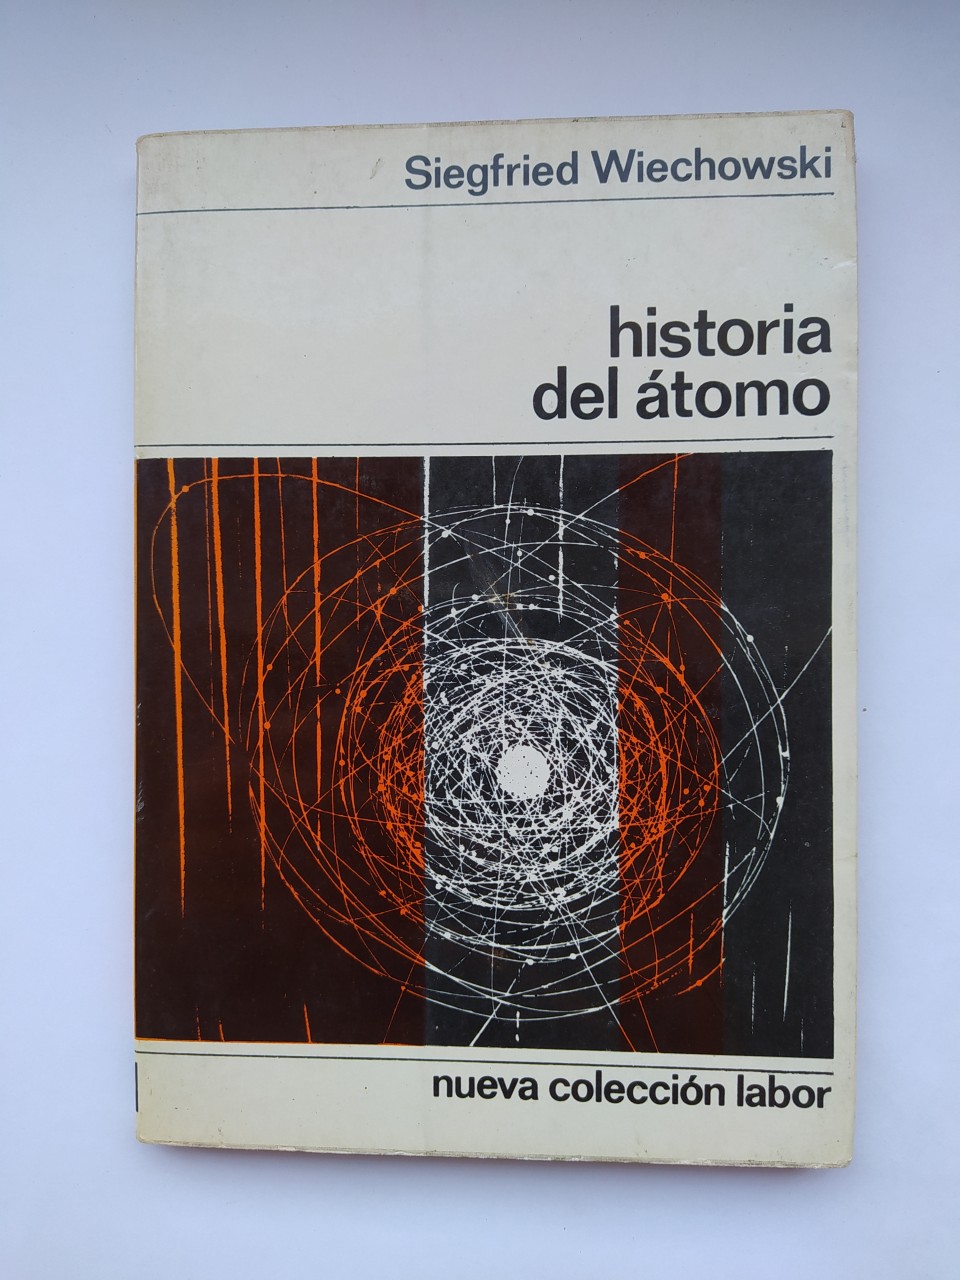 Siegfried Wiechowski
historia
del átomo
nueva colección labor